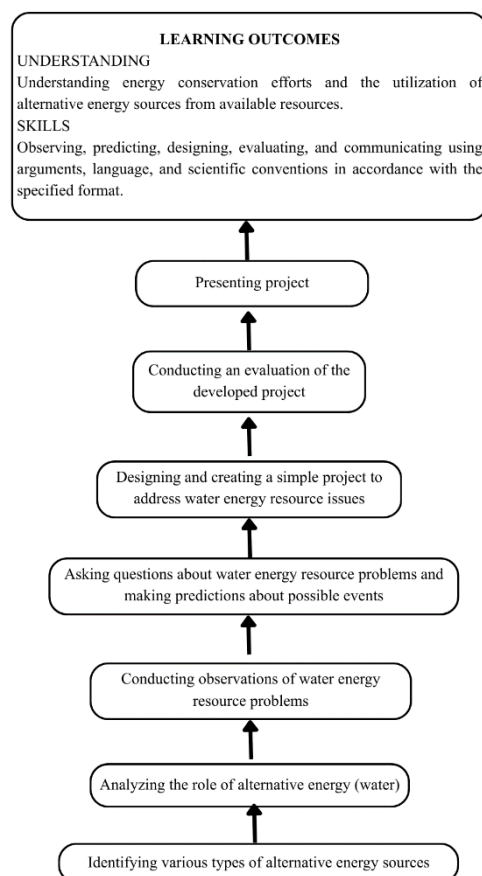 LEARNING OUTCOMES
UNDERSTANDING
Understanding energy conservation efforts and the utilization of
alternative energy sources from available resources.
SKILLS
Observing, predicting, designing, evaluating, and communicating using
arguments, language, and scientific conventions in accordance with the
specified format.
Presenting project
Conducting an evaluation of the
developed project
Designing and creating a simple project to
address water energy resource issues
Asking questions about water energy resource problems and
making predictions about possible events
Conducting observations of water energy
resource problems
Analyzing the role of alternative energy (water)
Identifying various types of alternative energy sources